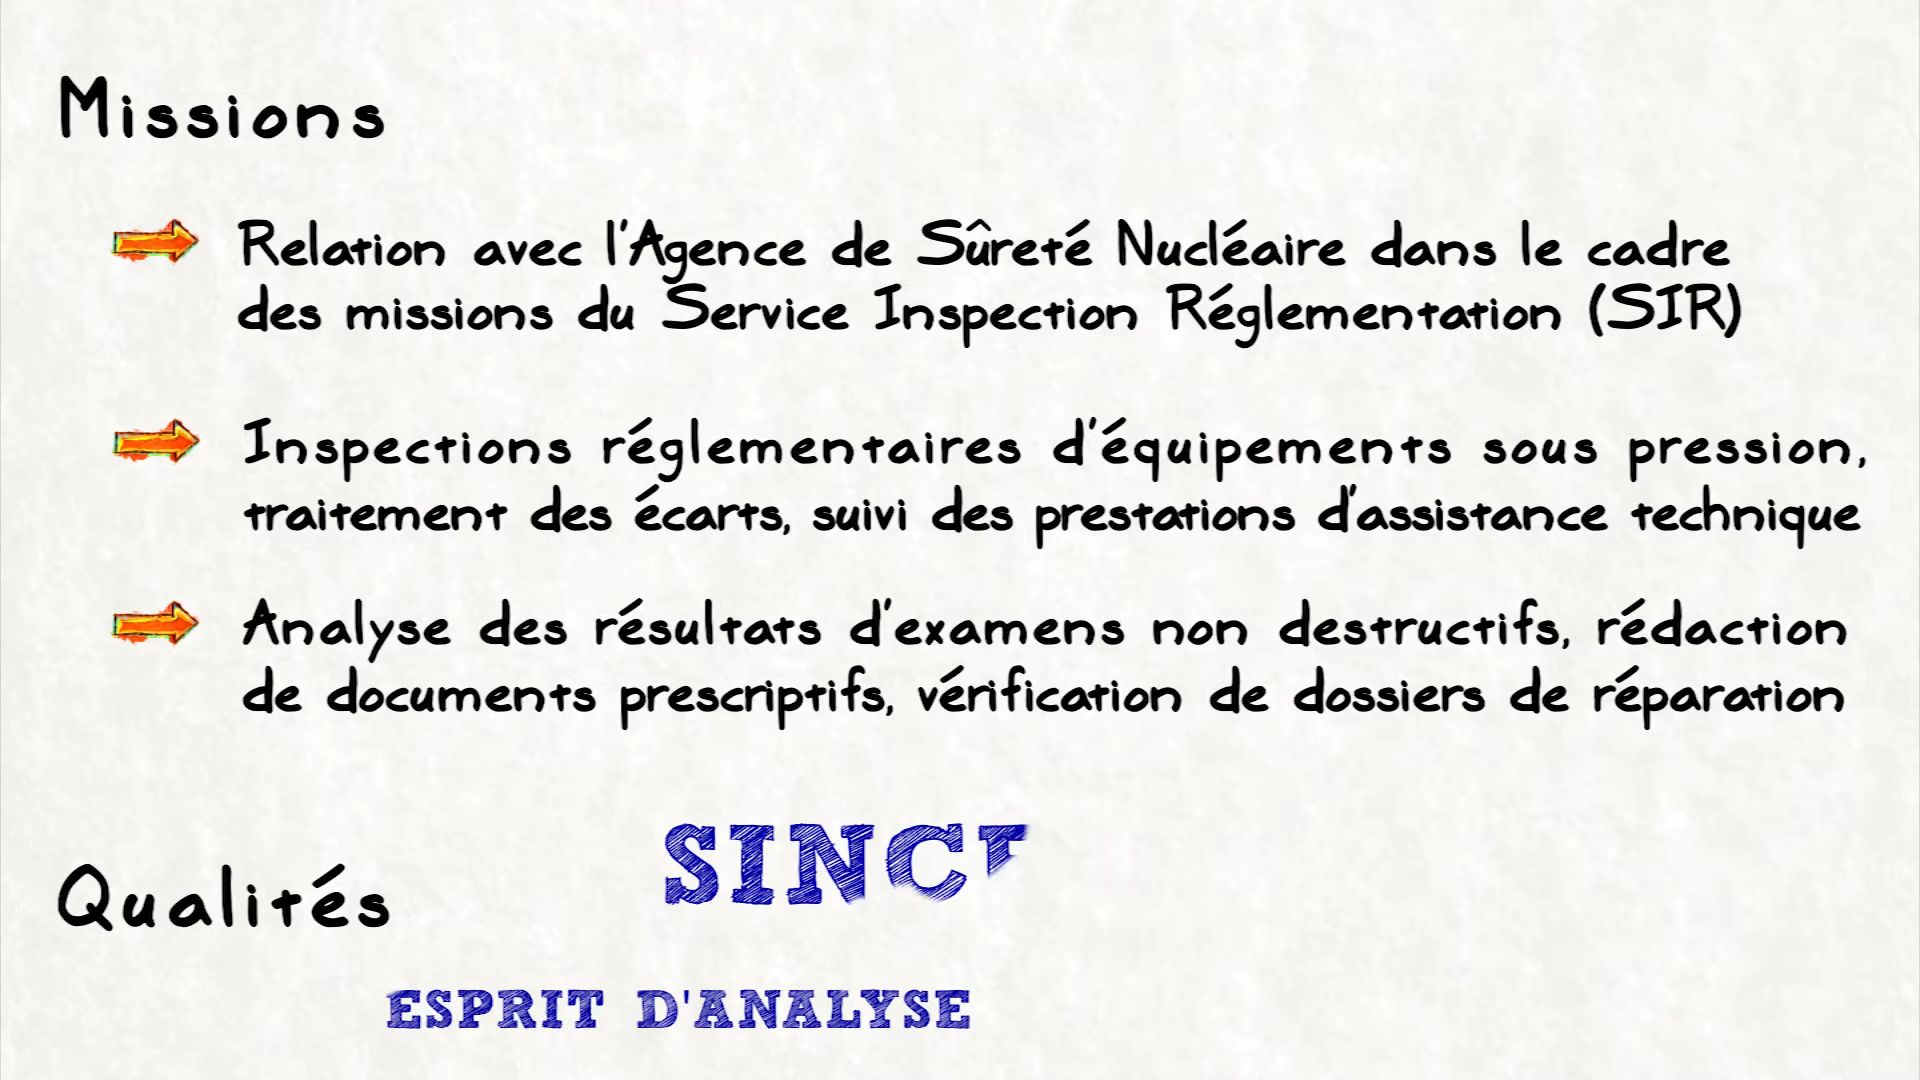 Missions
Relation avec l'Agence de Sûreté Nucléaire dans le cadre
des missions du Service Inspection Réglementation (SIR)
Inspections réglementaires d'équipements sous pression,
traitement des écarts, suivi des prestations d'assistance technique
Analyse des résultats d'examens non destructifs, rédaction
de documents prescriptifs, vérification de dossiers de réparation
Qualités
ESPRIT D'ANALYSE